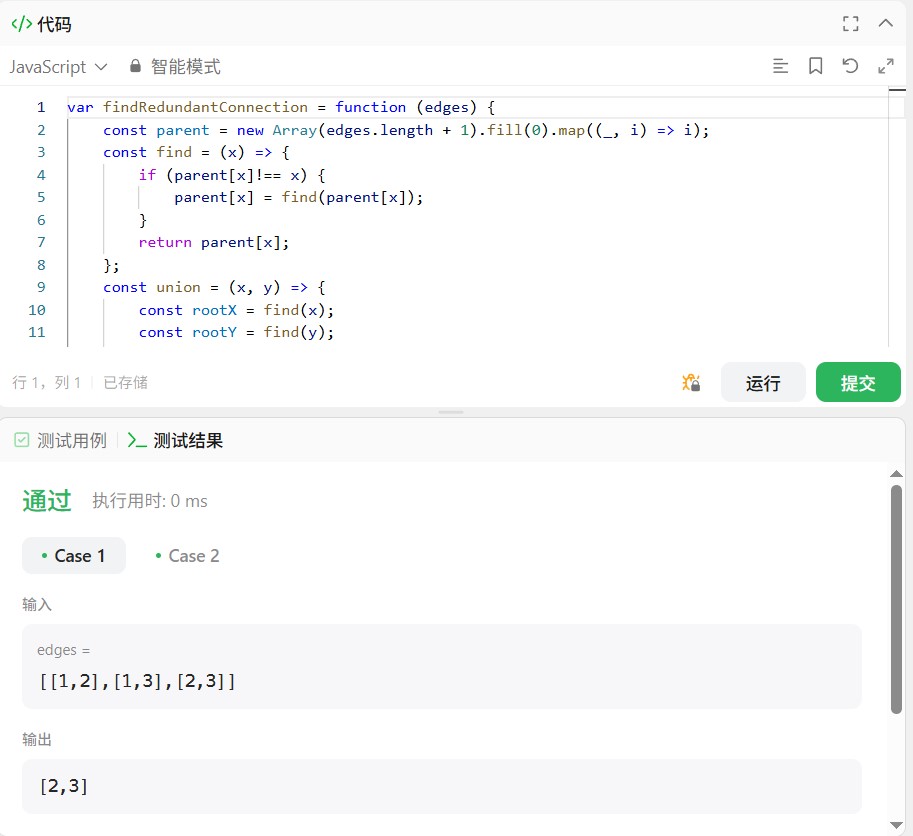 </> 代码
JavaScript 智能模式
1 var findRedundantConnection = function (edges) {
2 const parent = new Array(edges.length + 1).fill(0).map((_, i) => i);
3 const find = (x) => {
4 if (parent[x]!== x) {
5 parent[x] = find(parent[x]);
6 }
7 return parent[x];
8 };
9 const union = (x, y) => {
10 const rootX = find(x);
11 const rootY = find(y);
行 1, 列 1 已存储
运行 提交
测试用例 >_ 测试结果
通过 执行用时: 0 ms
• Case 1 • Case 2
输入
edges =
[[1,2],[1,3],[2,3]]
输出
[2,3]